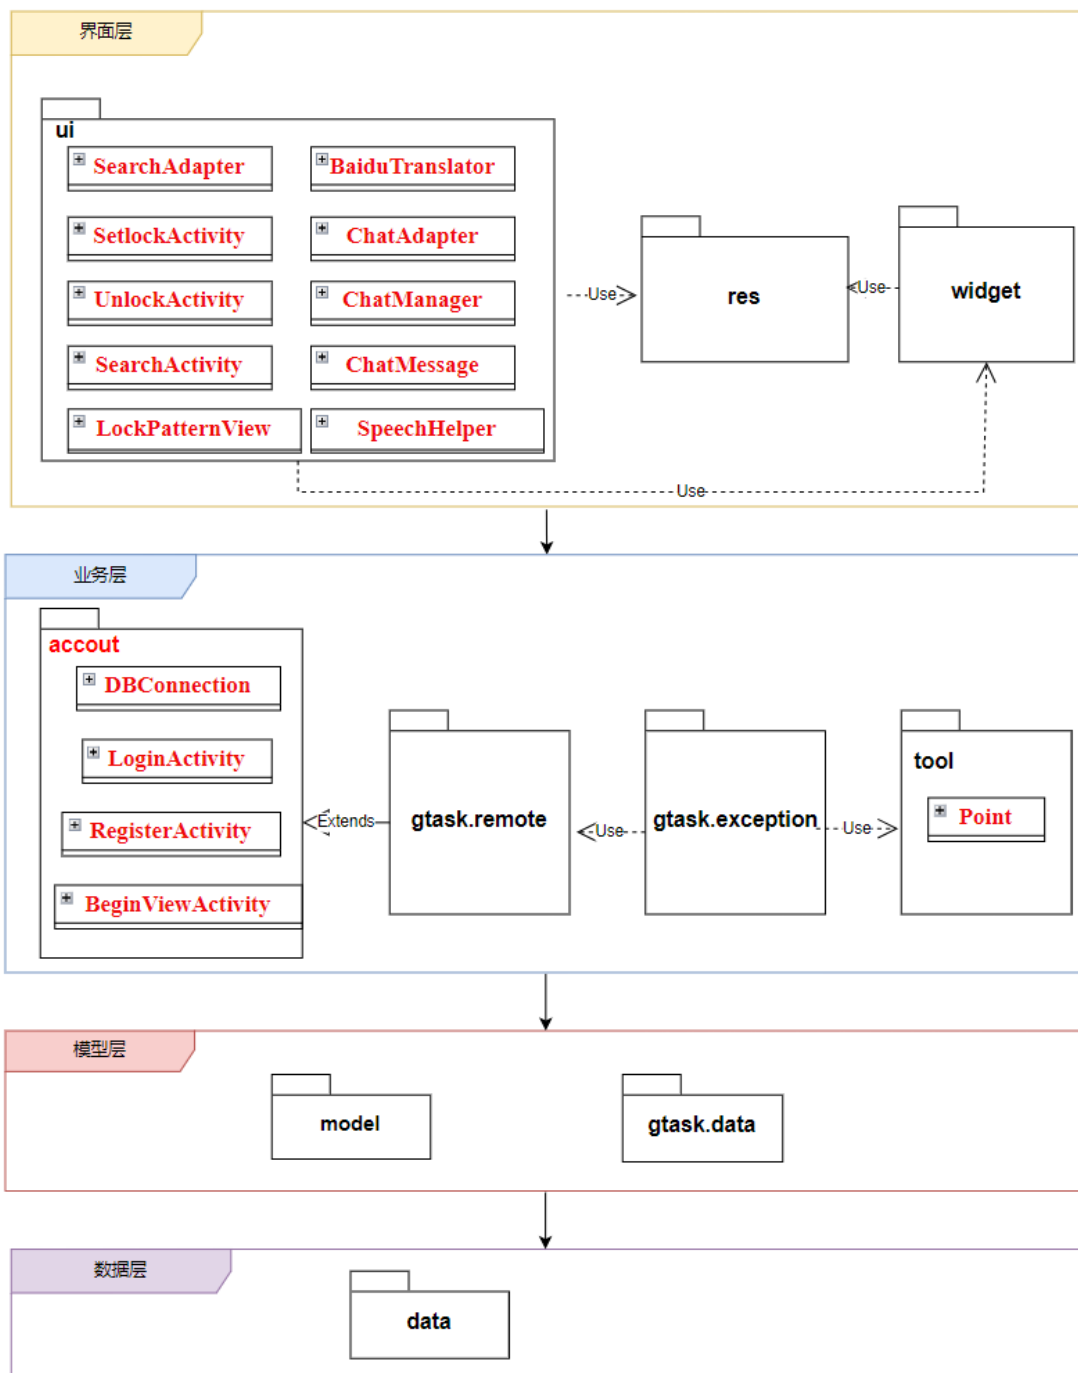 界面层
ui
SearchAdapter
BaiduTranslator
SetlockActivity
ChatAdapter
UnlockActivity
ChatManager
SearchActivity
ChatMessage
LockPatternView
SpeechHelper
Use
res
Use
widget
Use
业务层
accout
DBConnection
LoginActivity
RegisterActivity
BeginViewActivity
Extends
gtask.remote
Use
gtask.exception
Use
tool
Point
模型层
model
gtask.data
数据层
data